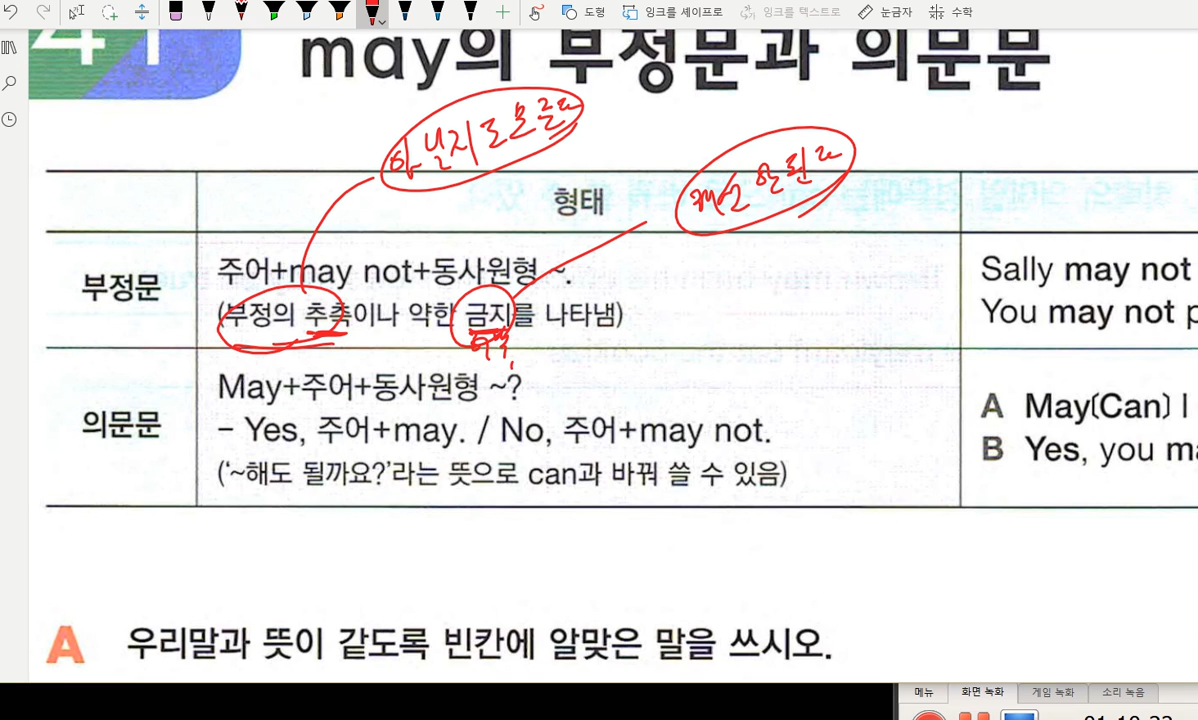 도형 잉크를 셰이프로 잉크를 텍스트로 눈금자 수학
41 may의 부정문과 의문문
아닐지도 모른다
해선 안된다
형태
부정문
주어+may not+동사원형 ~.
(부정의 추측이나 약한 금지를 나타냄)
Sally may not
You may not p
의문문
May+주어+동사원형 ~?
– Yes, 주어+may. / No, 주어+may not.
('~해도 될까요?'라는 뜻으로 can과 바꿔 쓸 수 있음)
A May(Can) I
B Yes, you ma
A 우리말과 뜻이 같도록 빈칸에 알맞은 말을 쓰시오.
메뉴 화면 녹화 게임 녹화 소리 녹음